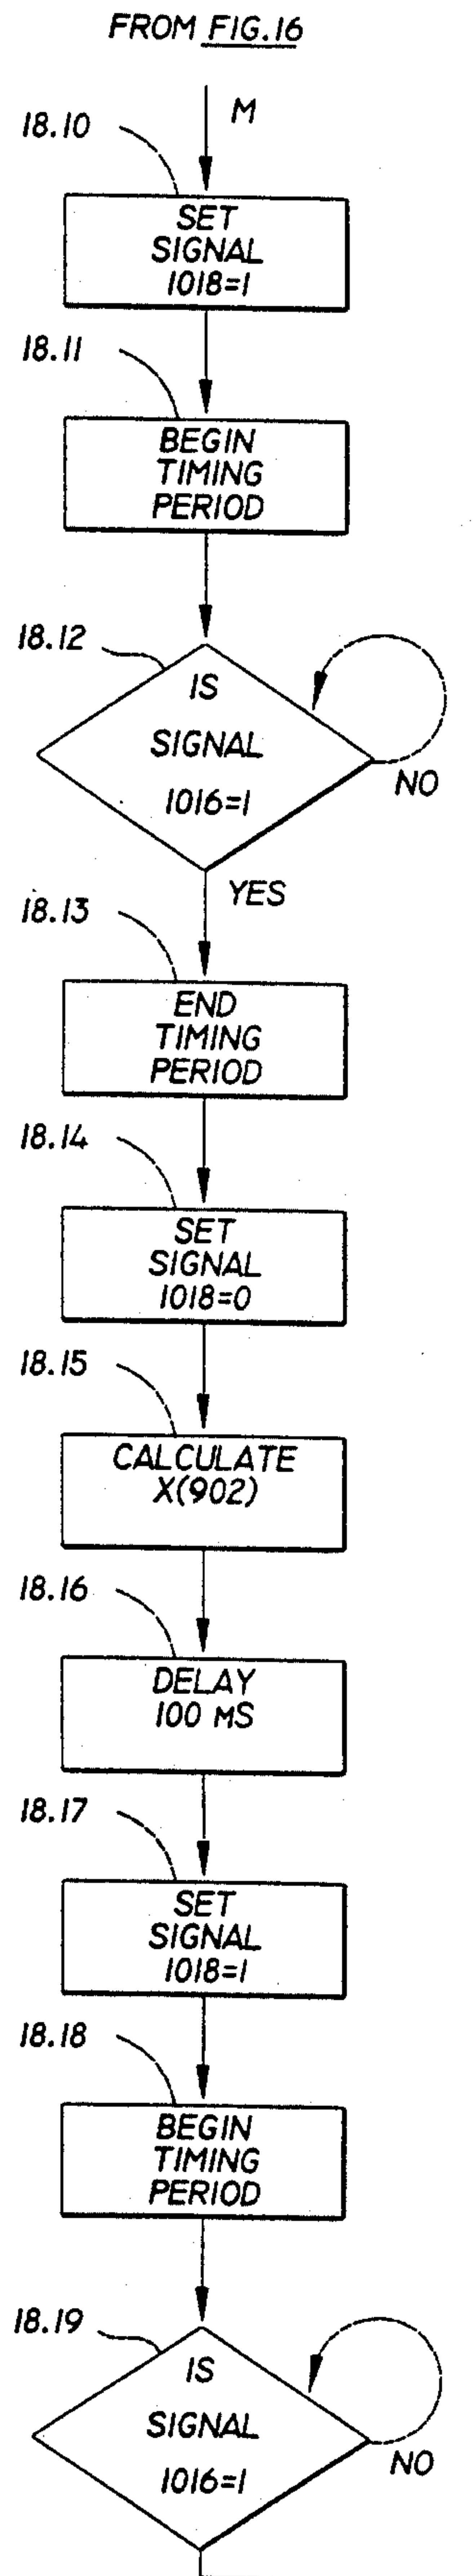 FROM FIG.16
M
18.10
SET
SIGNAL
1018=1
18.11
BEGIN
TIMING
PERIOD
18.12
IS
SIGNAL
1016=1
NO
YES
18.13
END
TIMING
PERIOD
18.14
SET
SIGNAL
1018=0
18.15
CALCULATE
X(902)
18.16
DELAY
100 MS
18.17
SET
SIGNAL
1018=1
18.18
BEGIN
TIMING
PERIOD
18.19
IS
SIGNAL
1016=1
NO